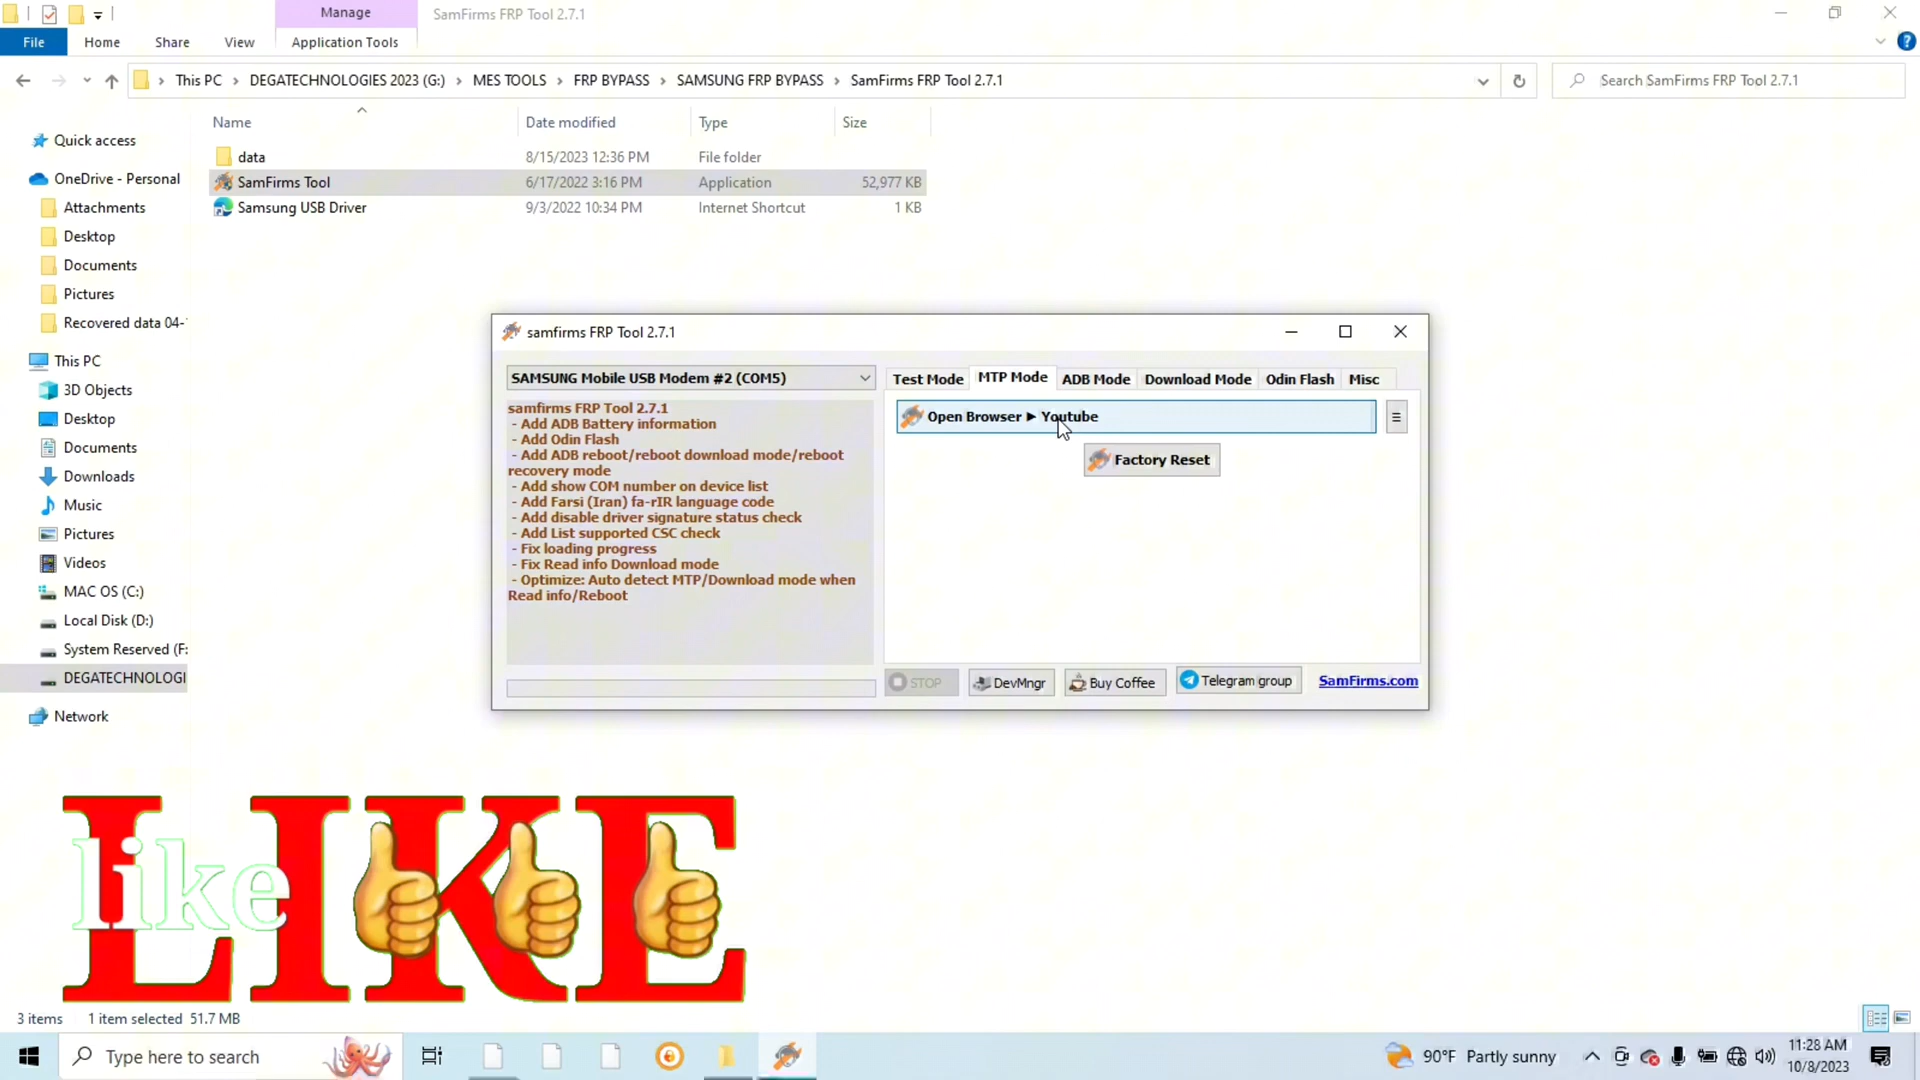 Manage
SamFirms FRP Tool 2.7.1
File
Home
Share
View
Application Tools
This PC
DEGATECHNOLOGIES 2023 (G:)
MES TOOLS
FRP BYPASS
SAMSUNG FRP BYPASS
SamFirms FRP Tool 2.7.1
Search SamFirms FRP Tool 2.7.1
Name
Date modified
Type
Size
data
8/15/2023 12:36 PM
File folder
SamFirms Tool
6/17/2022 3:16 PM
Application
52,977 KB
Samsung USB Driver
9/3/2022 10:34 PM
Internet Shortcut
1 KB
Quick access
OneDrive - Personal
Attachments
Desktop
Documents
Pictures
Recovered data 04-
This PC
3D Objects
Desktop
Documents
Downloads
Music
Pictures
Videos
MAC OS (C:)
Local Disk (D:)
System Reserved (F:
DEGATECHNOLOGI
Network
samfirms FRP Tool 2.7.1
SAMSUNG Mobile USB Modem #2 (COM5)
samfirms FRP Tool 2.7.1
- Add ADB Battery information
- Add Odin Flash
- Add ADB reboot/reboot download mode/reboot
recovery mode
- Add show COM number on device list
- Add Farsi (Iran) fa-rIR language code
- Add disable driver signature status check
- Add List supported CSC check
- Fix loading progress
- Fix Read info Download mode
- Optimize: Auto detect MTP/Download mode when
Read info/Reboot
Test Mode
MTP Mode
ADB Mode
Download Mode
Odin Flash
Misc
Open Browser ► Youtube
Factory Reset
STOP
DevMngr
Buy Coffee
Telegram group
SamFirms.com
LIKE
like
3 items
1 item selected 51.7 MB
Type here to search
90°F Partly sunny
11:28 AM
10/8/2023